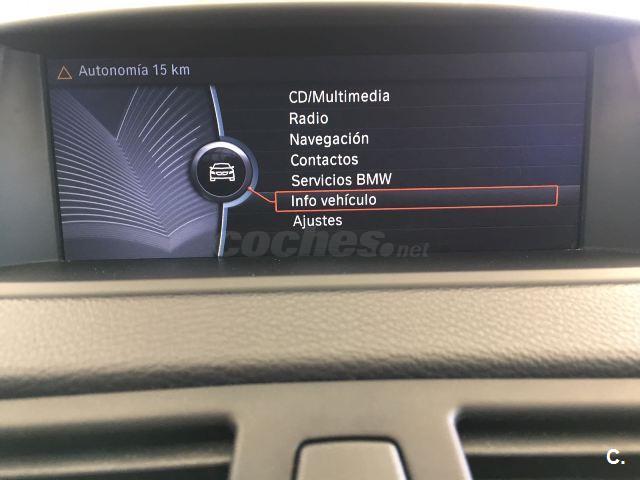 Autonomía 15 km
CD/Multimedia
Radio
Navegación
Contactos
Servicios BMW
Info vehículo
Ajustes
coches.net
C.